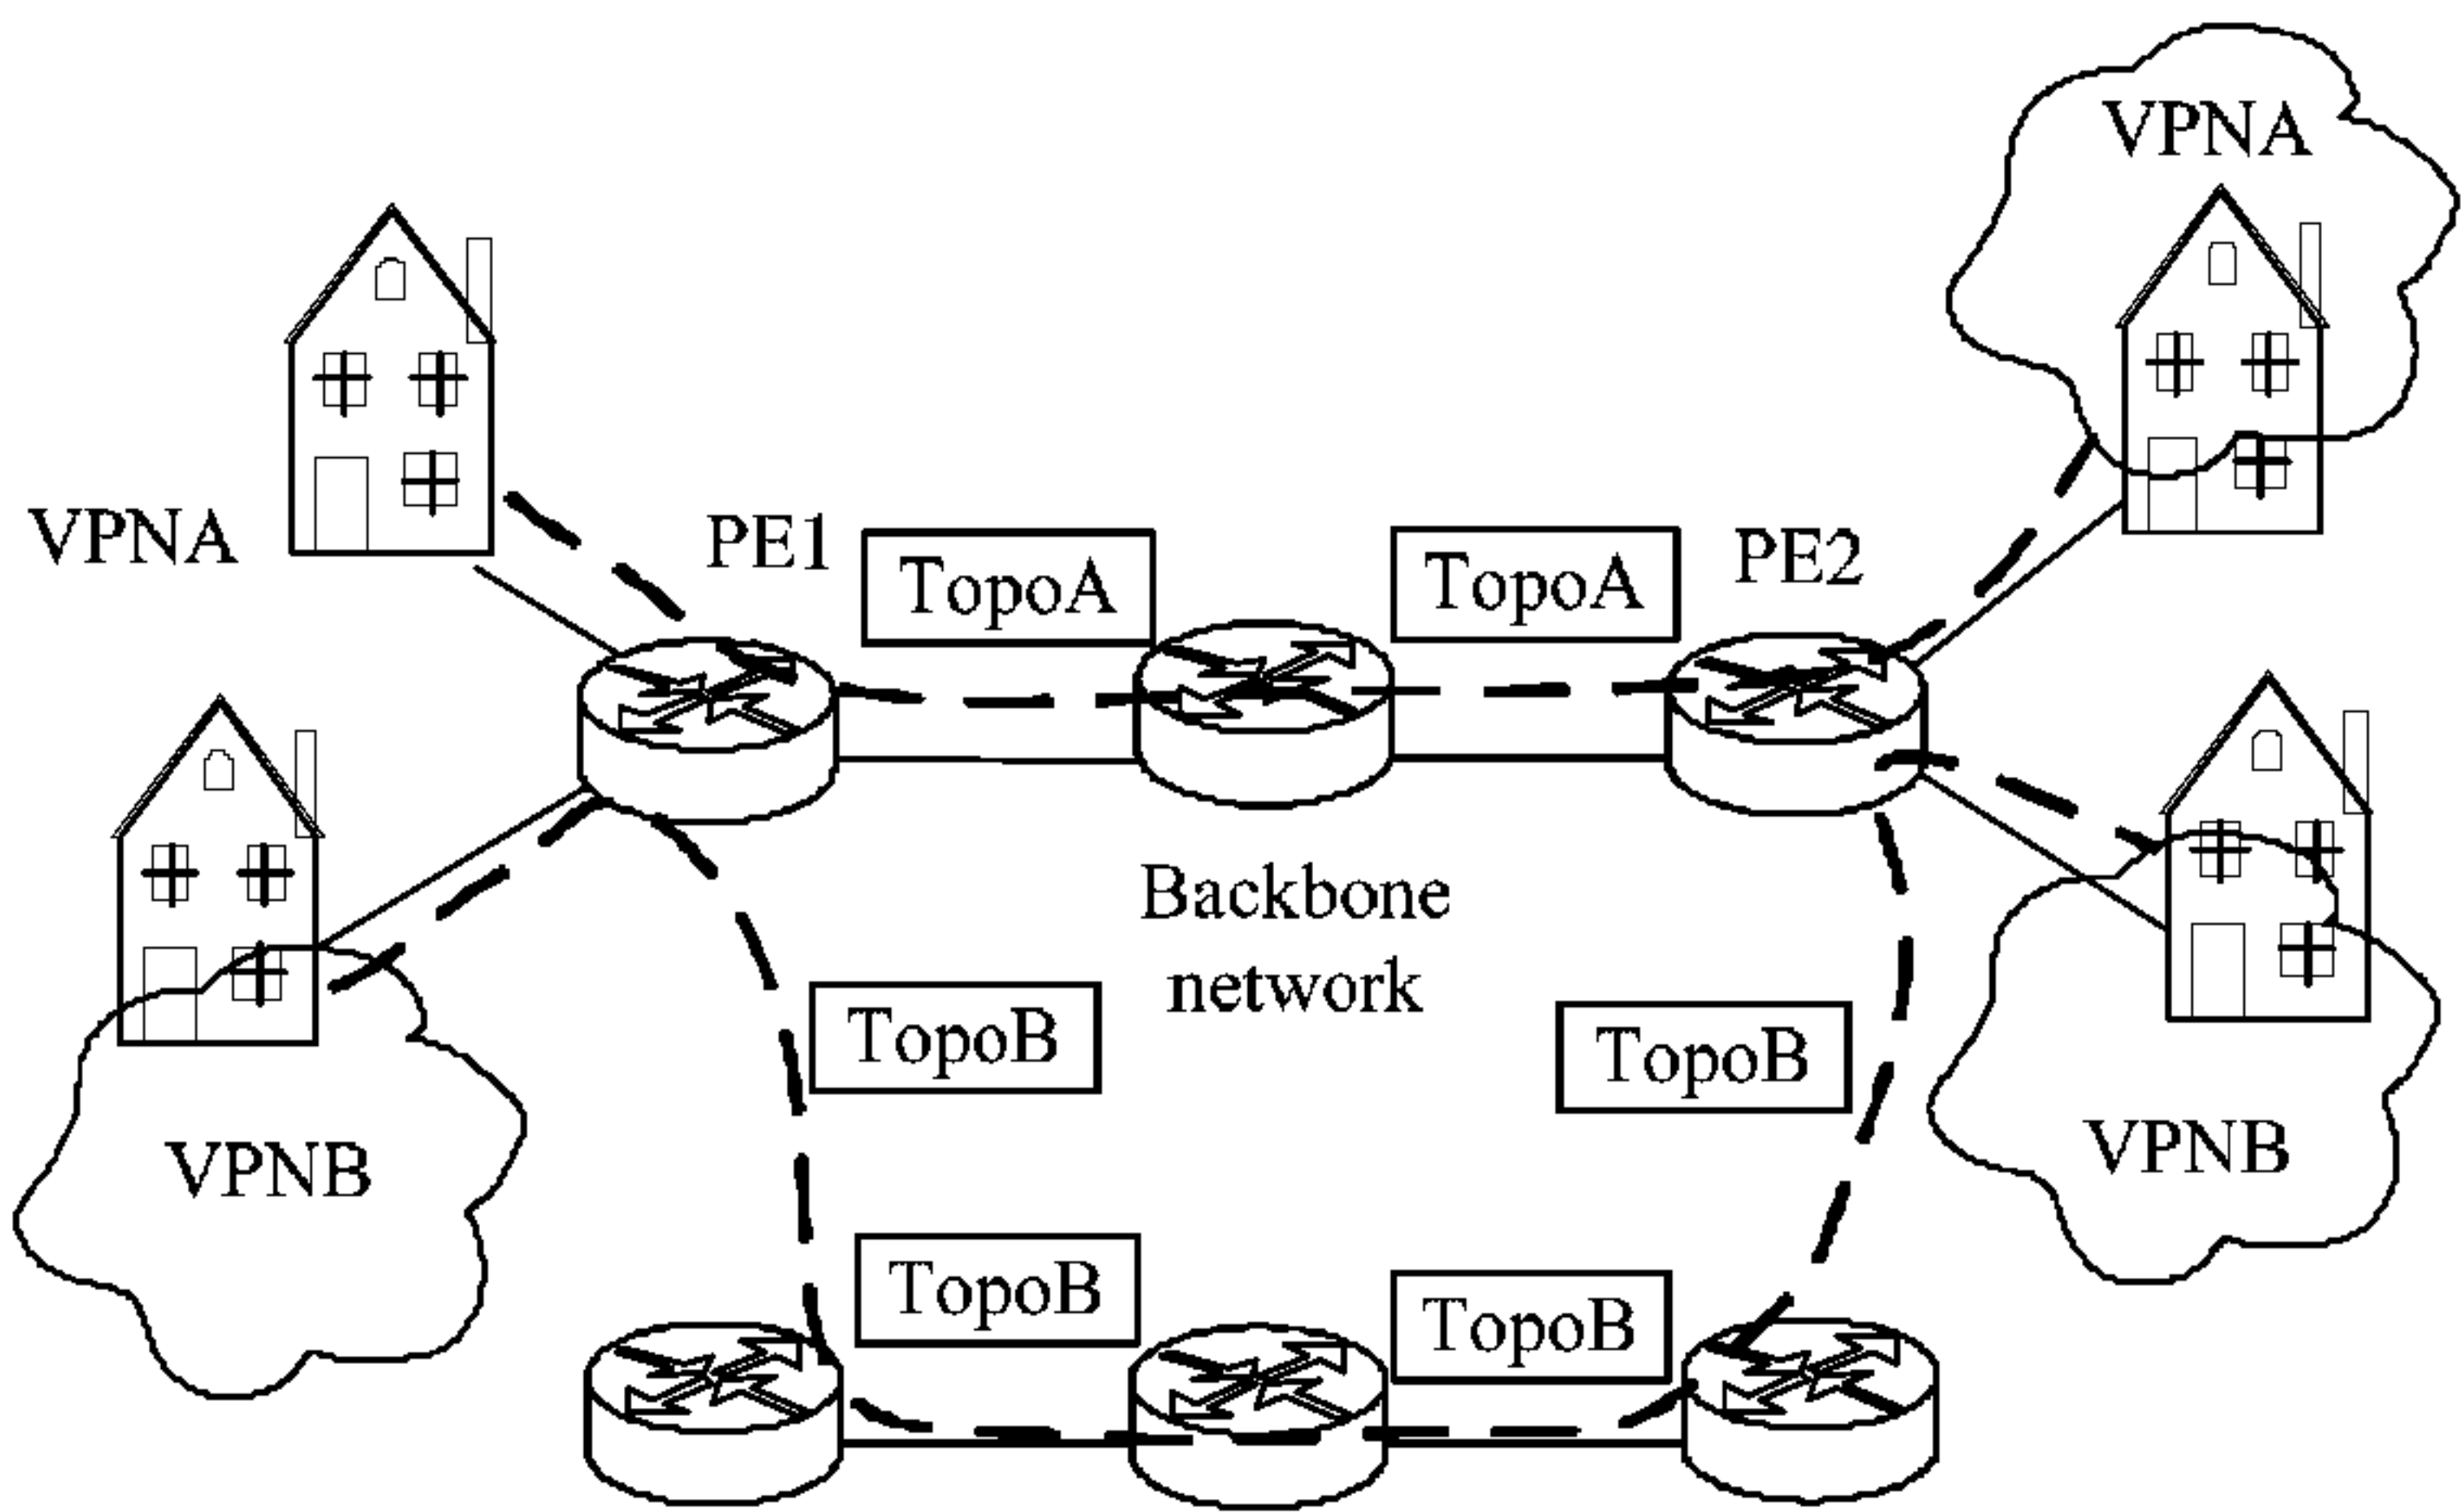 VPNA
VPNA
PE1
TopoA
TopoA
PE2
Backbone
network
TopoB
TopoB
VPNB
VPNB
TopoB
TopoB